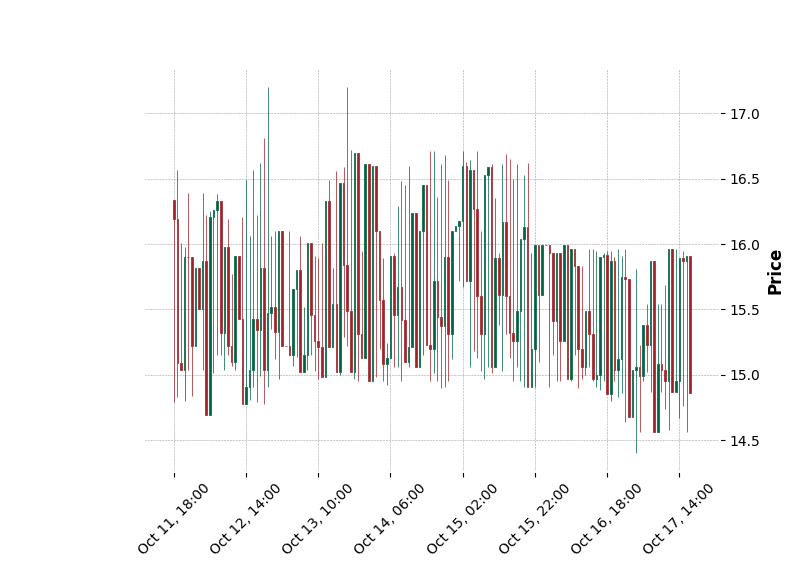 17.0
16.5
16.0
15.5
15.0
14.5
Price
Oct 11, 18:00
Oct 12, 14:00
Oct 13, 10:00
Oct 14, 06:00
Oct 15, 02:00
Oct 15, 22:00
Oct 16, 18:00
Oct 17, 14:00